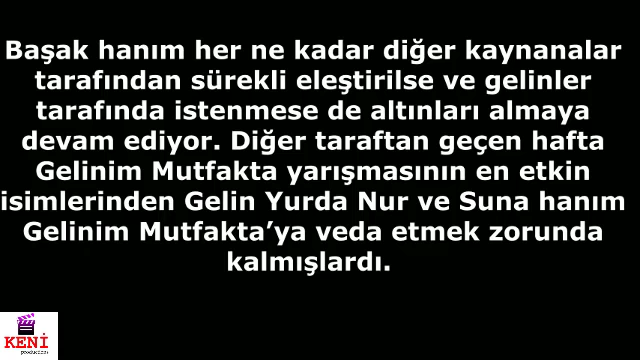 Başak hanım her ne kadar diğer kaynanalar
tarafından sürekli eleştirilse ve gelinler
tarafında istenmese de altınları almaya
devam ediyor. Diğer taraftan geçen hafta
Gelinim Mutfakta yarışmasının en etkin
isimlerinden Gelin Yurda Nur ve Suna hanım
Gelinim Mutfakta’ya veda etmek zorunda
kalmışlardı.
KENİ
productions